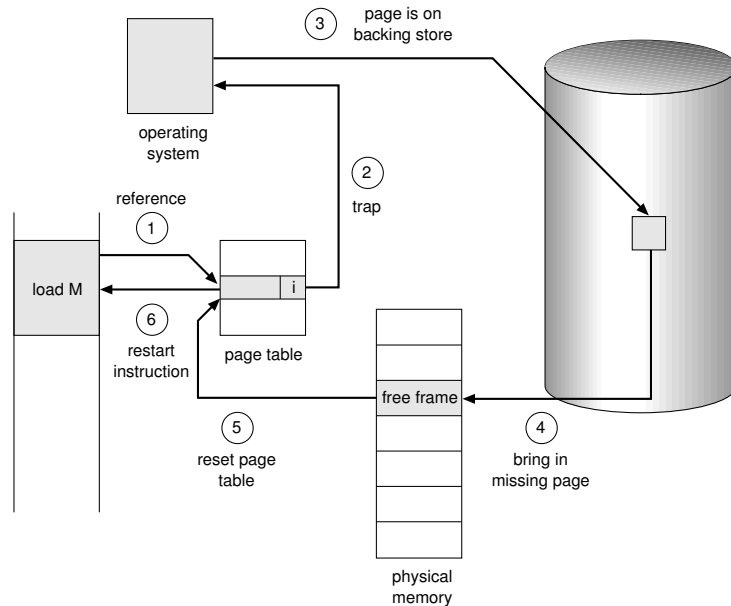 3
page is on
backing store
operating
system
2
trap
reference
1
load M
i
6
restart
instruction
page table
free frame
5
reset page
table
4
bring in
missing page
physical
memory